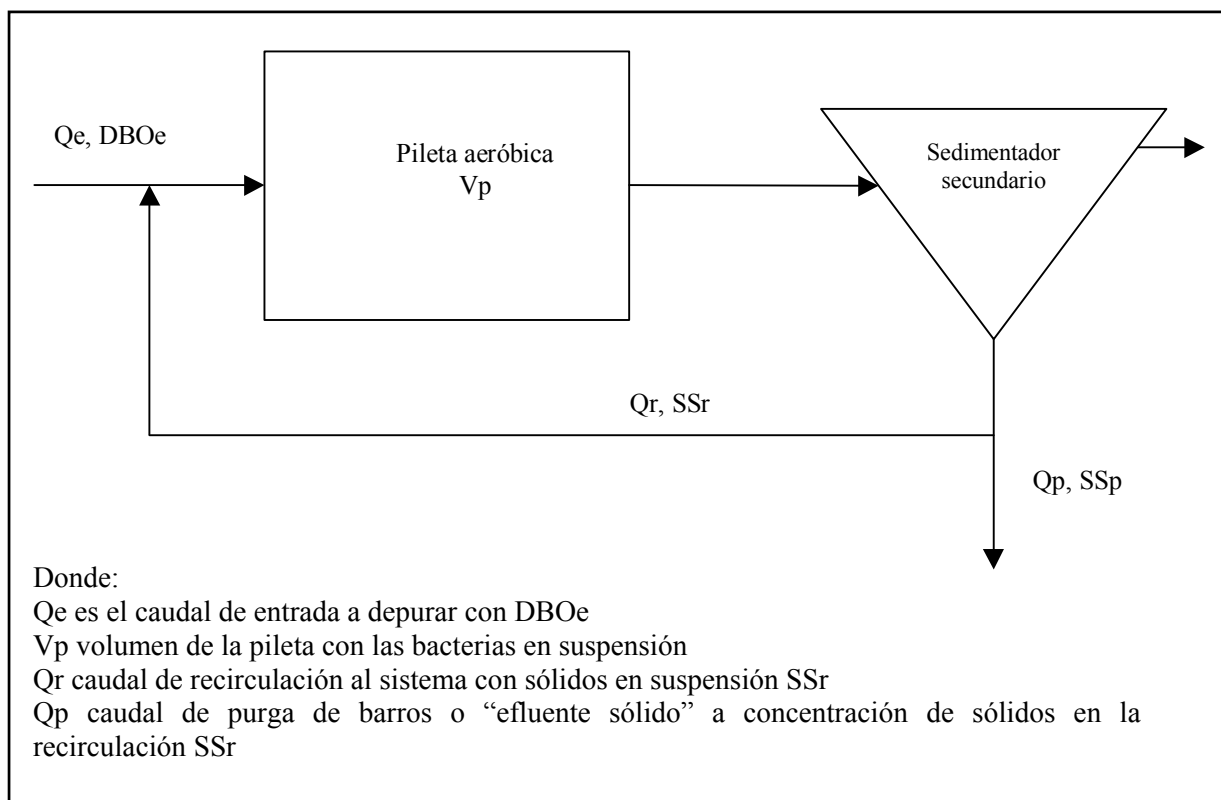 Qe, DBOe
Pileta aeróbica
Vp
Sedimentador
secundario
Qr, SSr
Qp, SSp
Donde:
Qe es el caudal de entrada a depurar con DBOe
Vp volumen de la pileta con las bacterias en suspensión
Qr caudal de recirculación al sistema con sólidos en suspensión SSr
Qp caudal de purga de barros o “efluente sólido” a concentración de sólidos en la
recirculación SSr